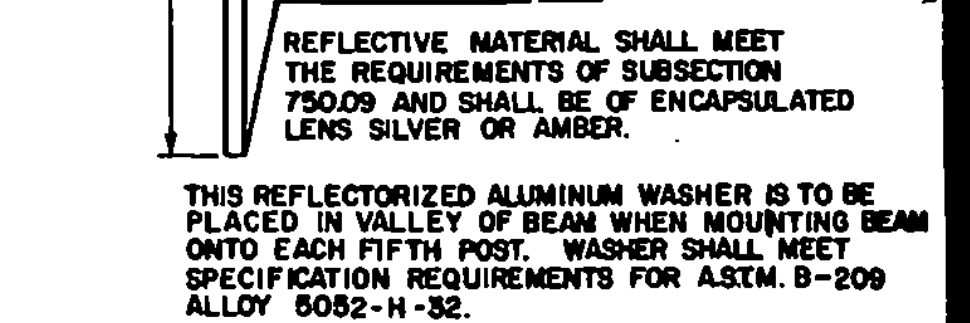 REFLECTIVE MATERIAL SHALL MEET
THE REQUIREMENTS OF SUBSECTION
750.09 AND SHALL BE OF ENCAPSULATED
LENS SILVER OR AMBER.
THIS REFLECTORIZED ALUMINUM WASHER IS TO BE
PLACED IN VALLEY OF BEAM WHEN MOUNTING BEAM
ONTO EACH FIFTH POST. WASHER SHALL MEET
SPECIFICATION REQUIREMENTS FOR A.S.T.M. B-209
ALLOY 5052-H-32.